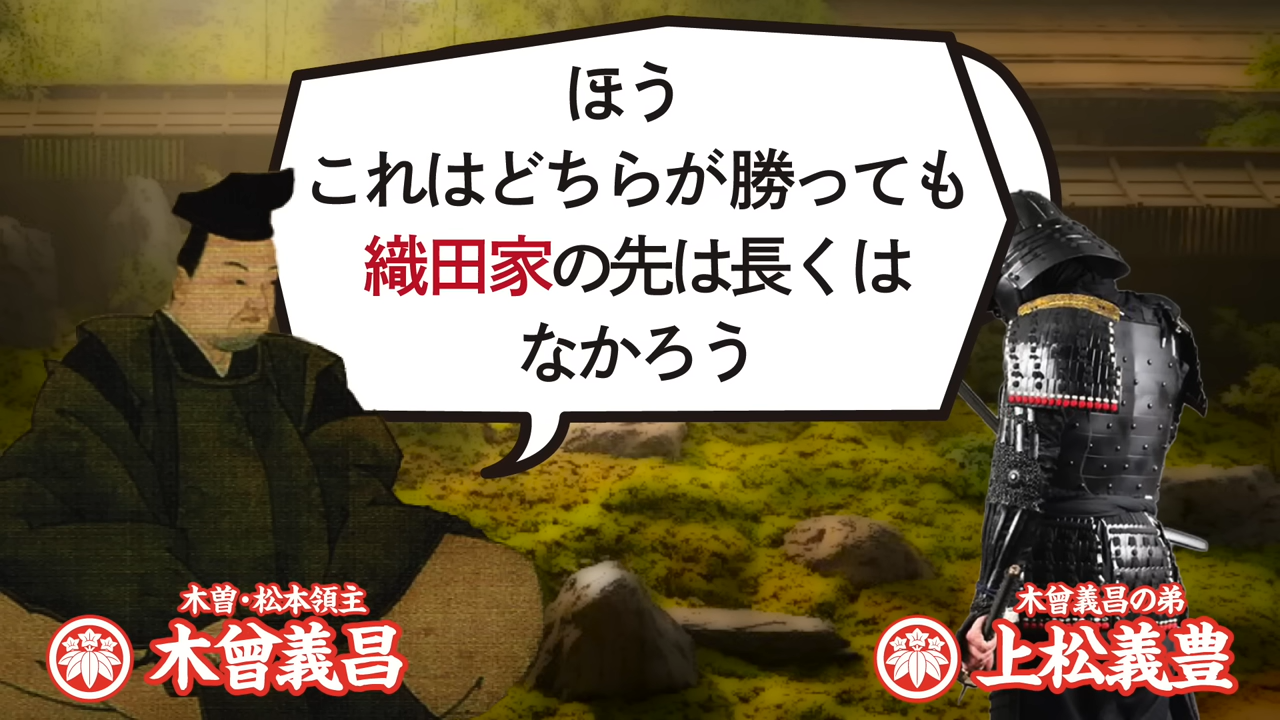 ほう
これはどちらが勝っても
織田家の先は長くは
なかろう
木曽・松本領主
木曾義昌
木曾義昌の弟
上松義豊